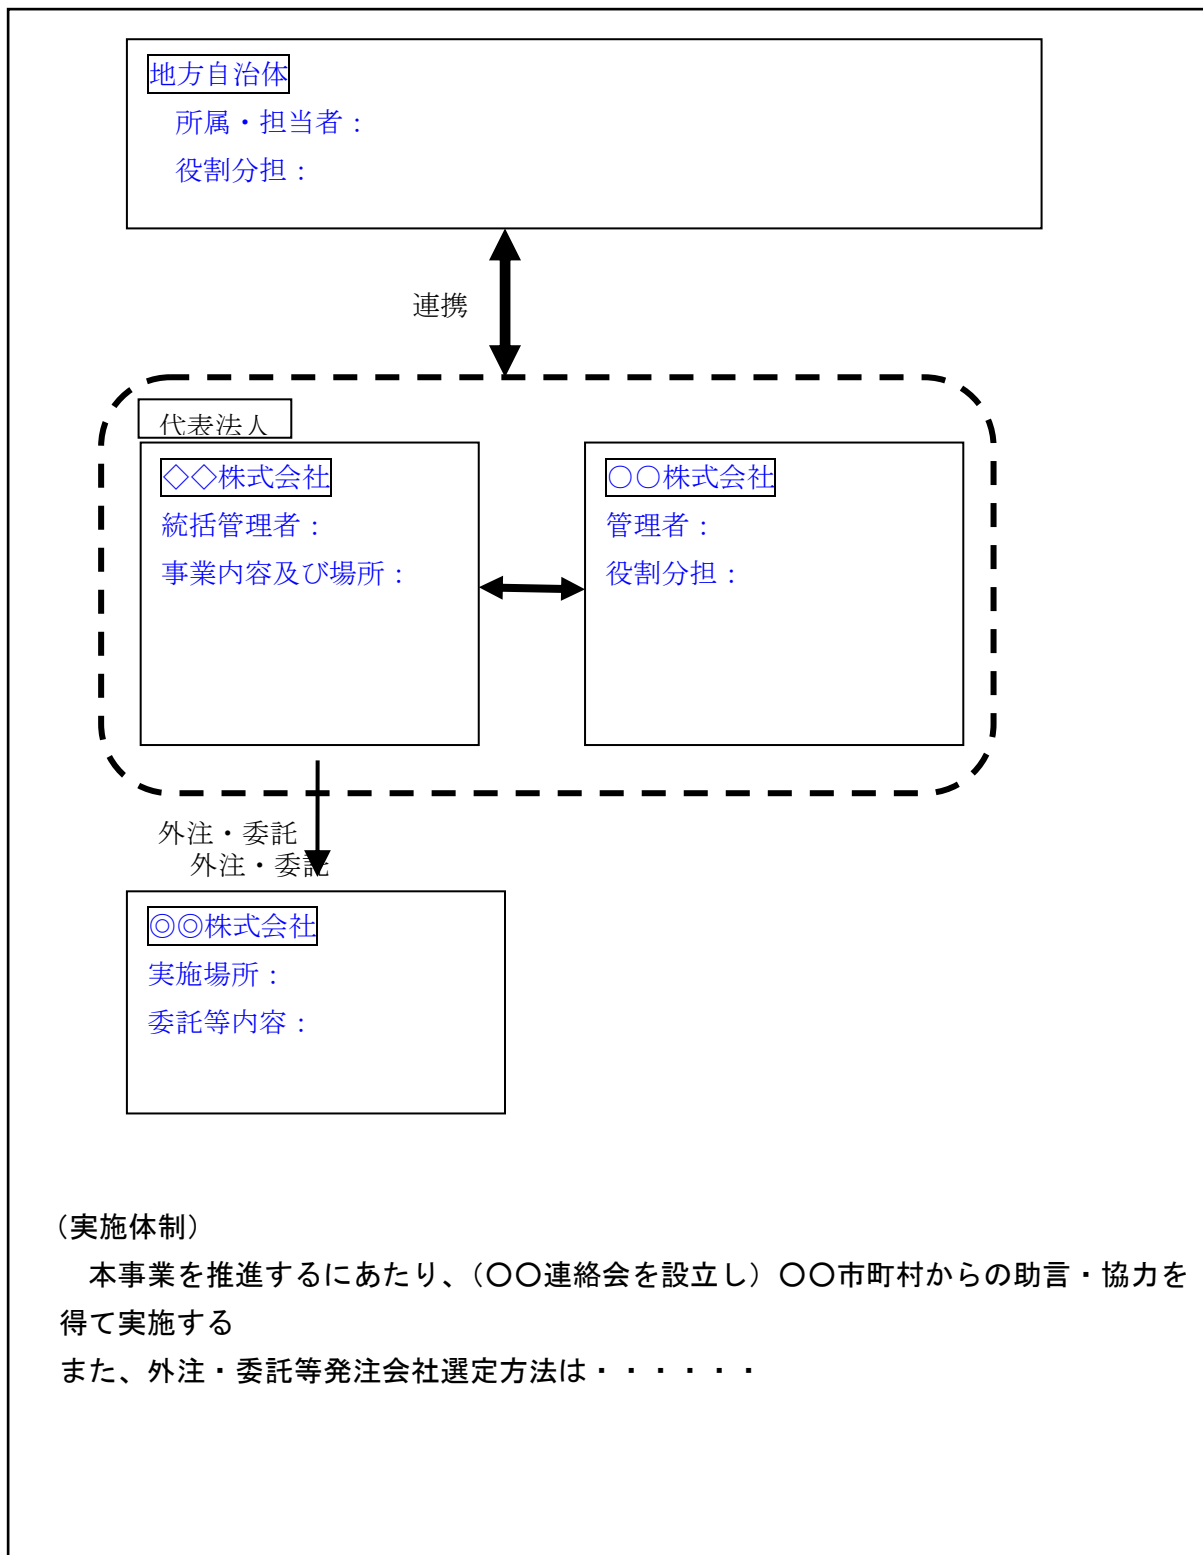 地方自治体
所属・担当者：
役割分担：
連携
代表法人
◇◇株式会社
統括管理者：
事業内容及び場所：
○○株式会社
管理者：
役割分担：
外注・委託
外注・委託
◎◎株式会社
実施場所：
委託等内容：
（実施体制）
本事業を推進するにあたり、（○○連絡会を設立し）○○市町村からの助言・協力を
得て実施する
また、外注・委託等発注会社選定方法は・・・・・・